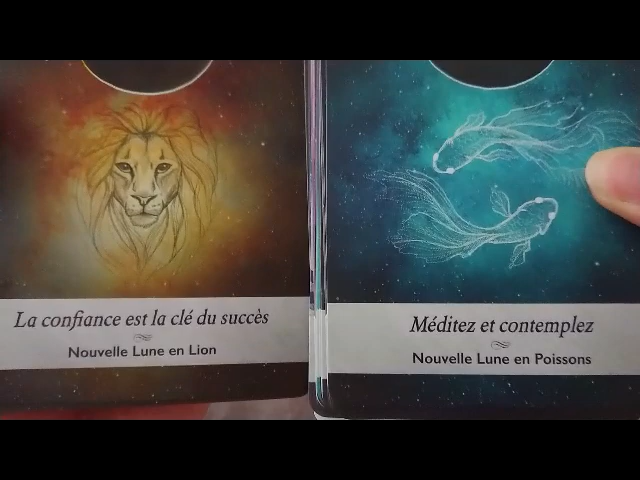 La confiance est la clé du succès
Nouvelle Lune en Lion
Méditez et contemplez
Nouvelle Lune en Poissons